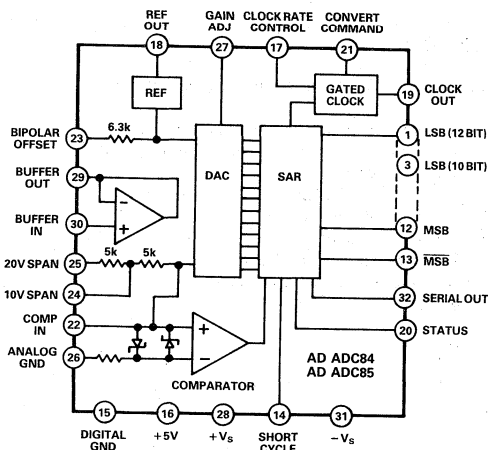 REF OUT
GAIN ADJ
CLOCK RATE CONTROL
CONVERT COMMAND
18
27
17
21
REF
GATED CLOCK
19
CLOCK OUT
BIPOLAR OFFSET
23
6.3k
1
LSB (12 BIT)
BUFFER OUT
29
DAC
SAR
3
LSB (10 BIT)
BUFFER IN
30
12
MSB
20V SPAN
25
5k
5k
13
MSB
10V SPAN
24
32
SERIAL OUT
COMP IN
22
20
STATUS
ANALOG GND
26
COMPARATOR
AD ADC84
AD ADC85
15
16
28
14
31
DIGITAL GND
+5V
+VS
SHORT CYCLE
−VS